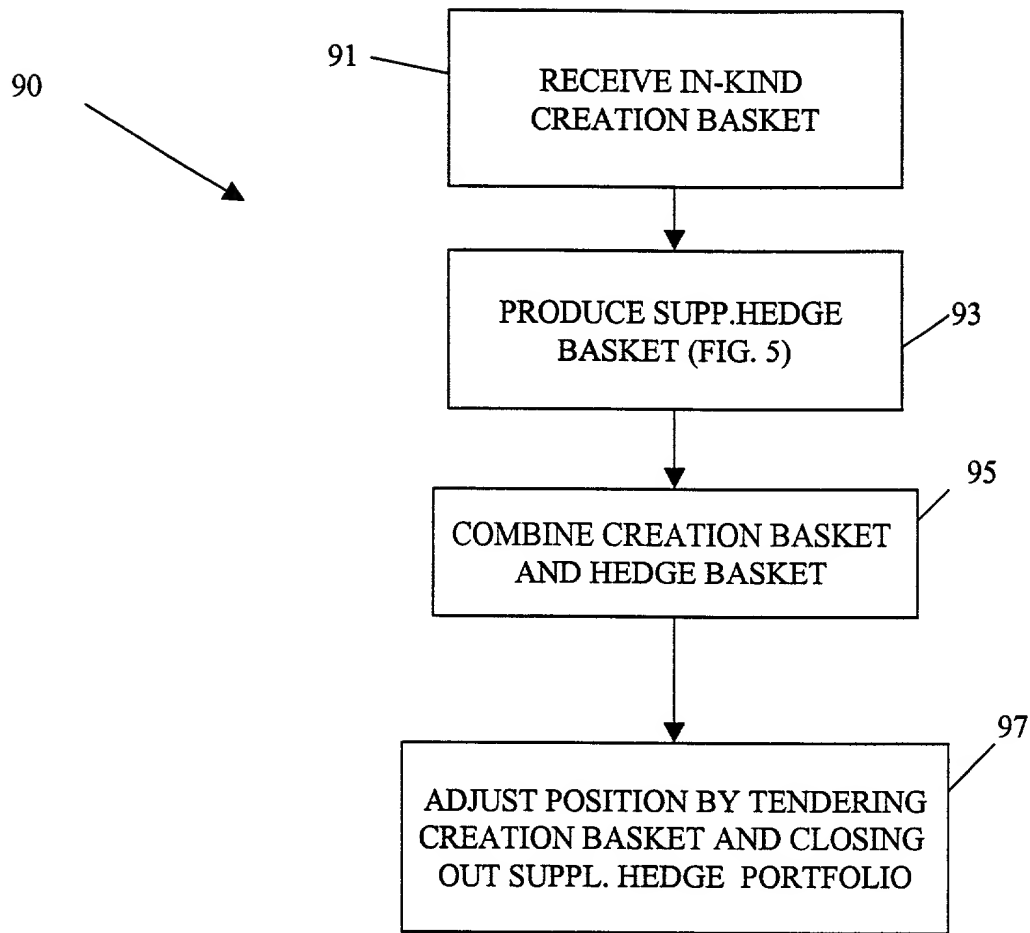 90
91
RECEIVE IN-KIND
CREATION BASKET
PRODUCE SUPP.HEDGE
BASKET (FIG. 5)
93
95
COMBINE CREATION BASKET
AND HEDGE BASKET
97
ADJUST POSITION BY TENDERING
CREATION BASKET AND CLOSING
OUT SUPPL. HEDGE PORTFOLIO